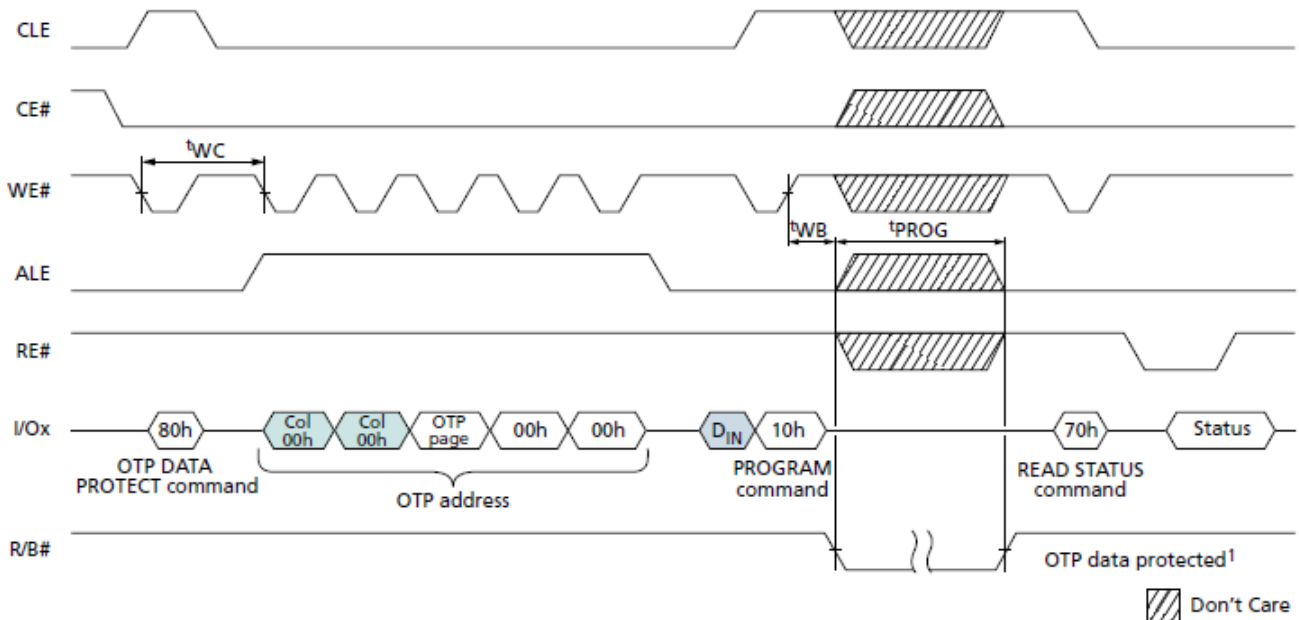 CLE
CE#
tWC
WE#
tWB
tPROG
ALE
RE#
I/Ox
80h
Col
00h
Col
00h
OTP
page
00h
00h
DIN
10h
70h
Status
OTP DATA
PROTECT command
OTP address
PROGRAM
command
READ STATUS
command
R/B#
OTP data protected1
Don't Care